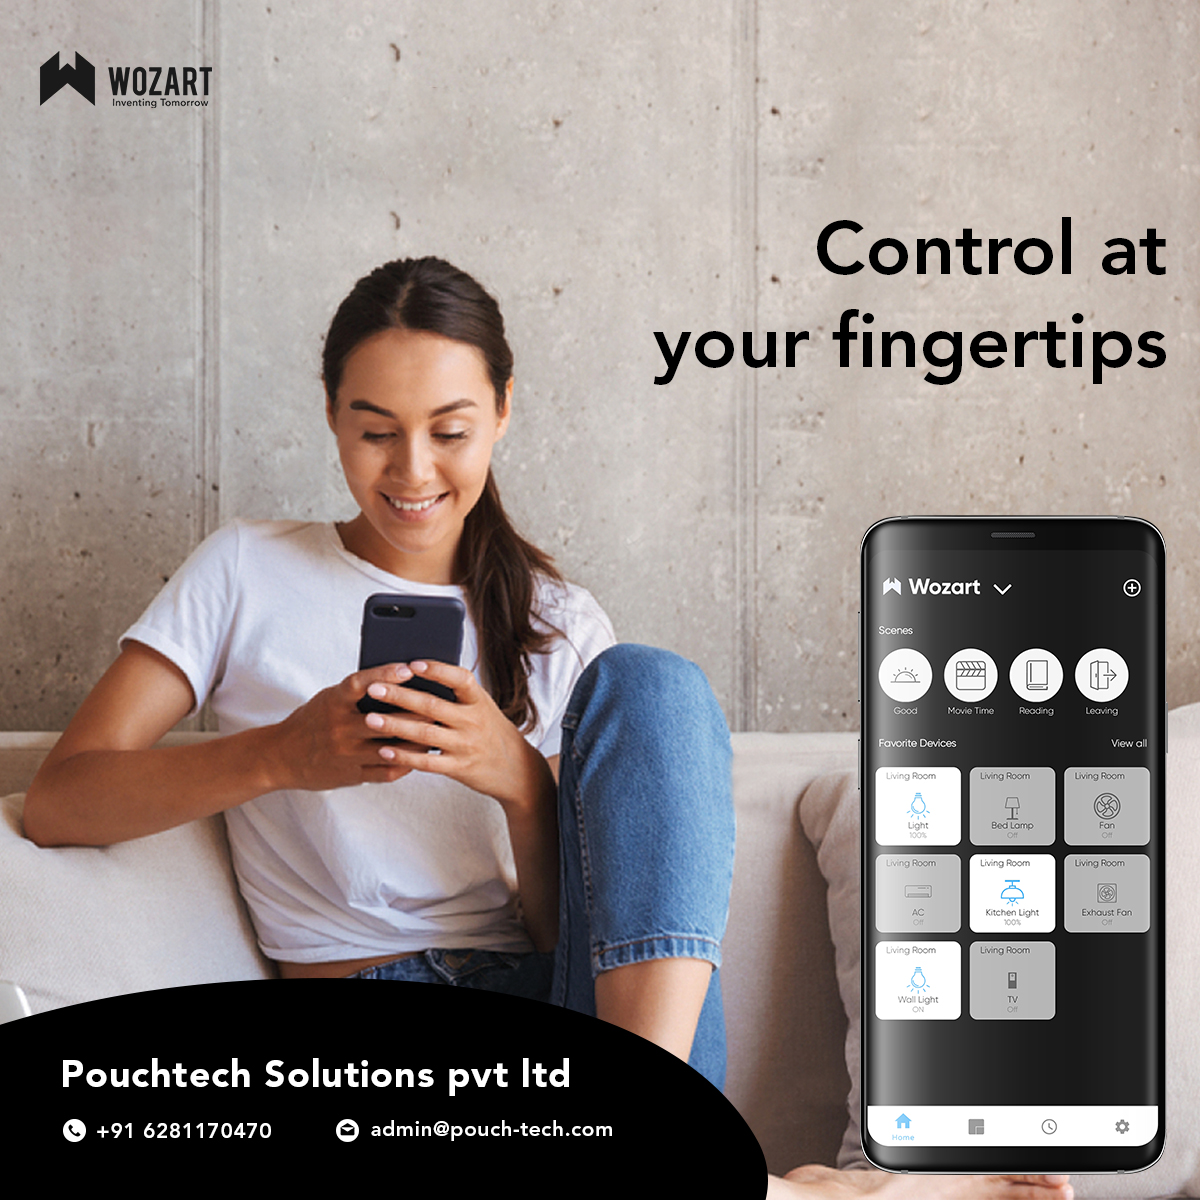 WOZART
Inventing Tomorrow
Control at
your fingertips
Wozart
Scenes
Good
Movie Time
Reading
Leaving
Favorite Devices
View all
Living Room
Light
100%
Living Room
Bed Lamp
Off
Living Room
Fan
Off
Living Room
AC
Off
Living Room
Kitchen Light
100%
Living Room
Exhaust Fan
Off
Living Room
Wall Light
ON
Living Room
TV
Off
Home
Pouchtech Solutions pvt ltd
+91 6281170470
admin@pouch-tech.com